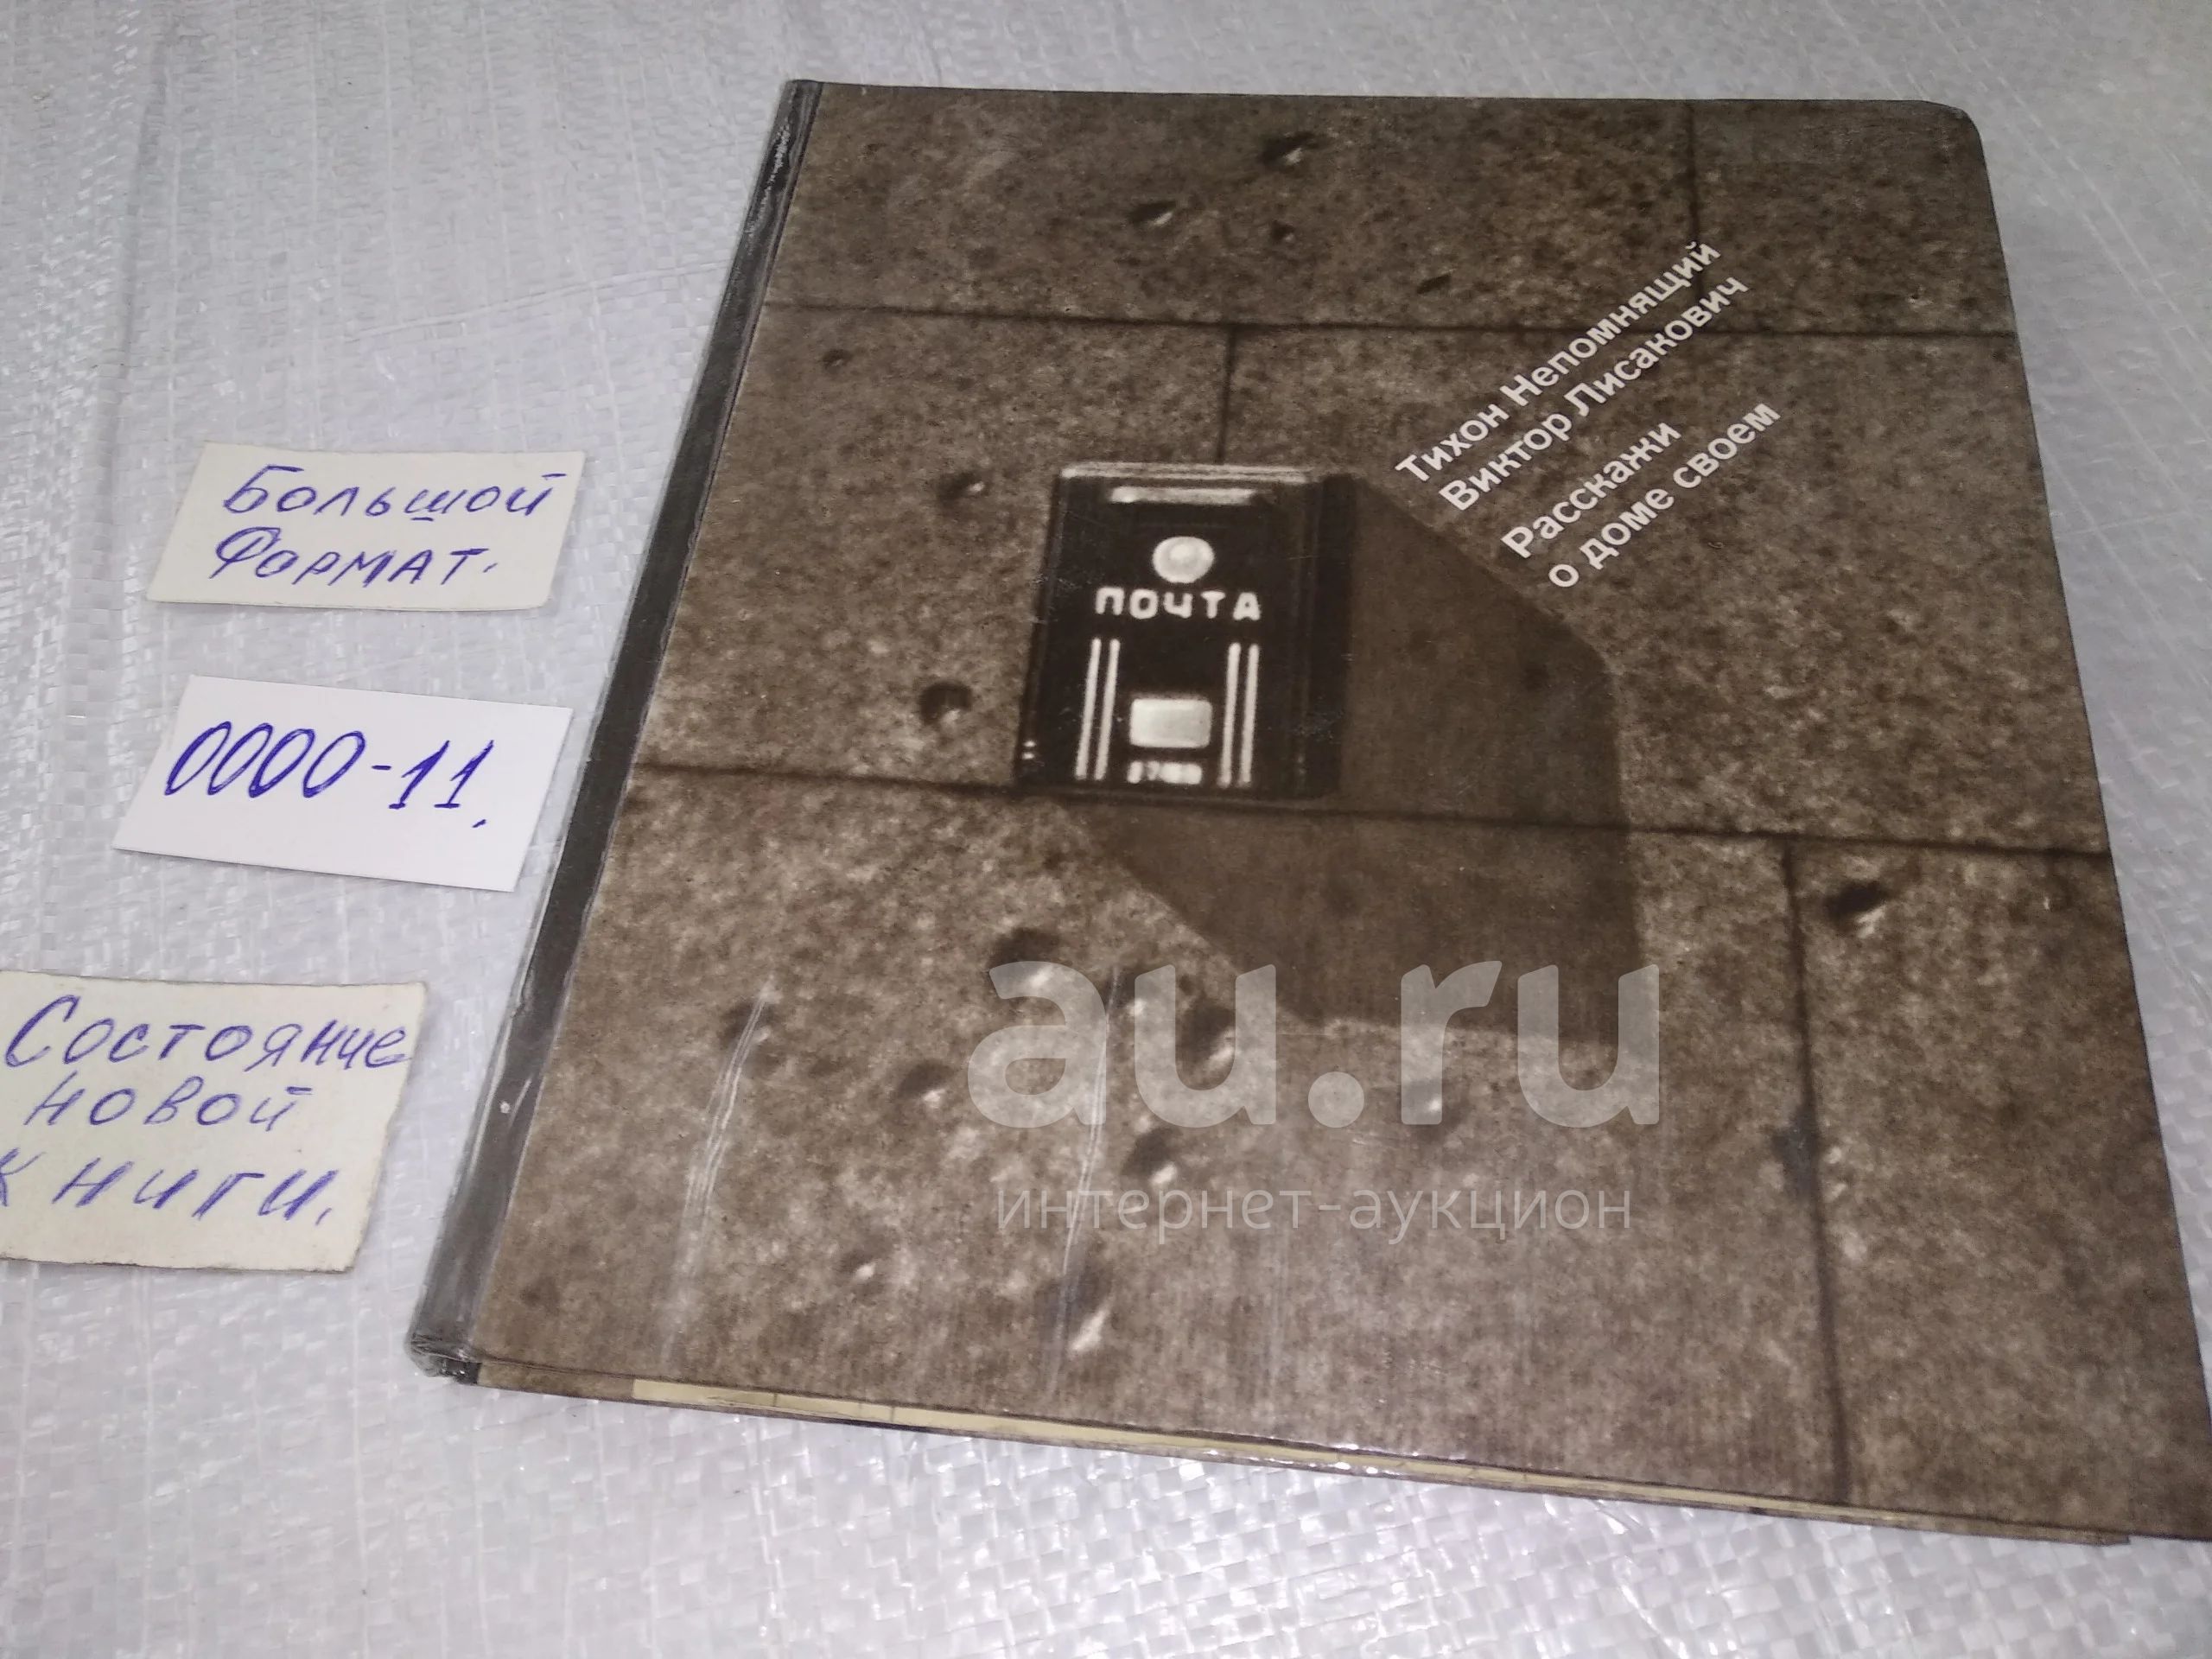 Большой
Формат.
0000-11.
Состояние
новой
книги.
Тихон Непомнящий
Виктор Лисакович
Расскажи
о доме своем
ПОЧТА
au.ru
интернет-аукцион